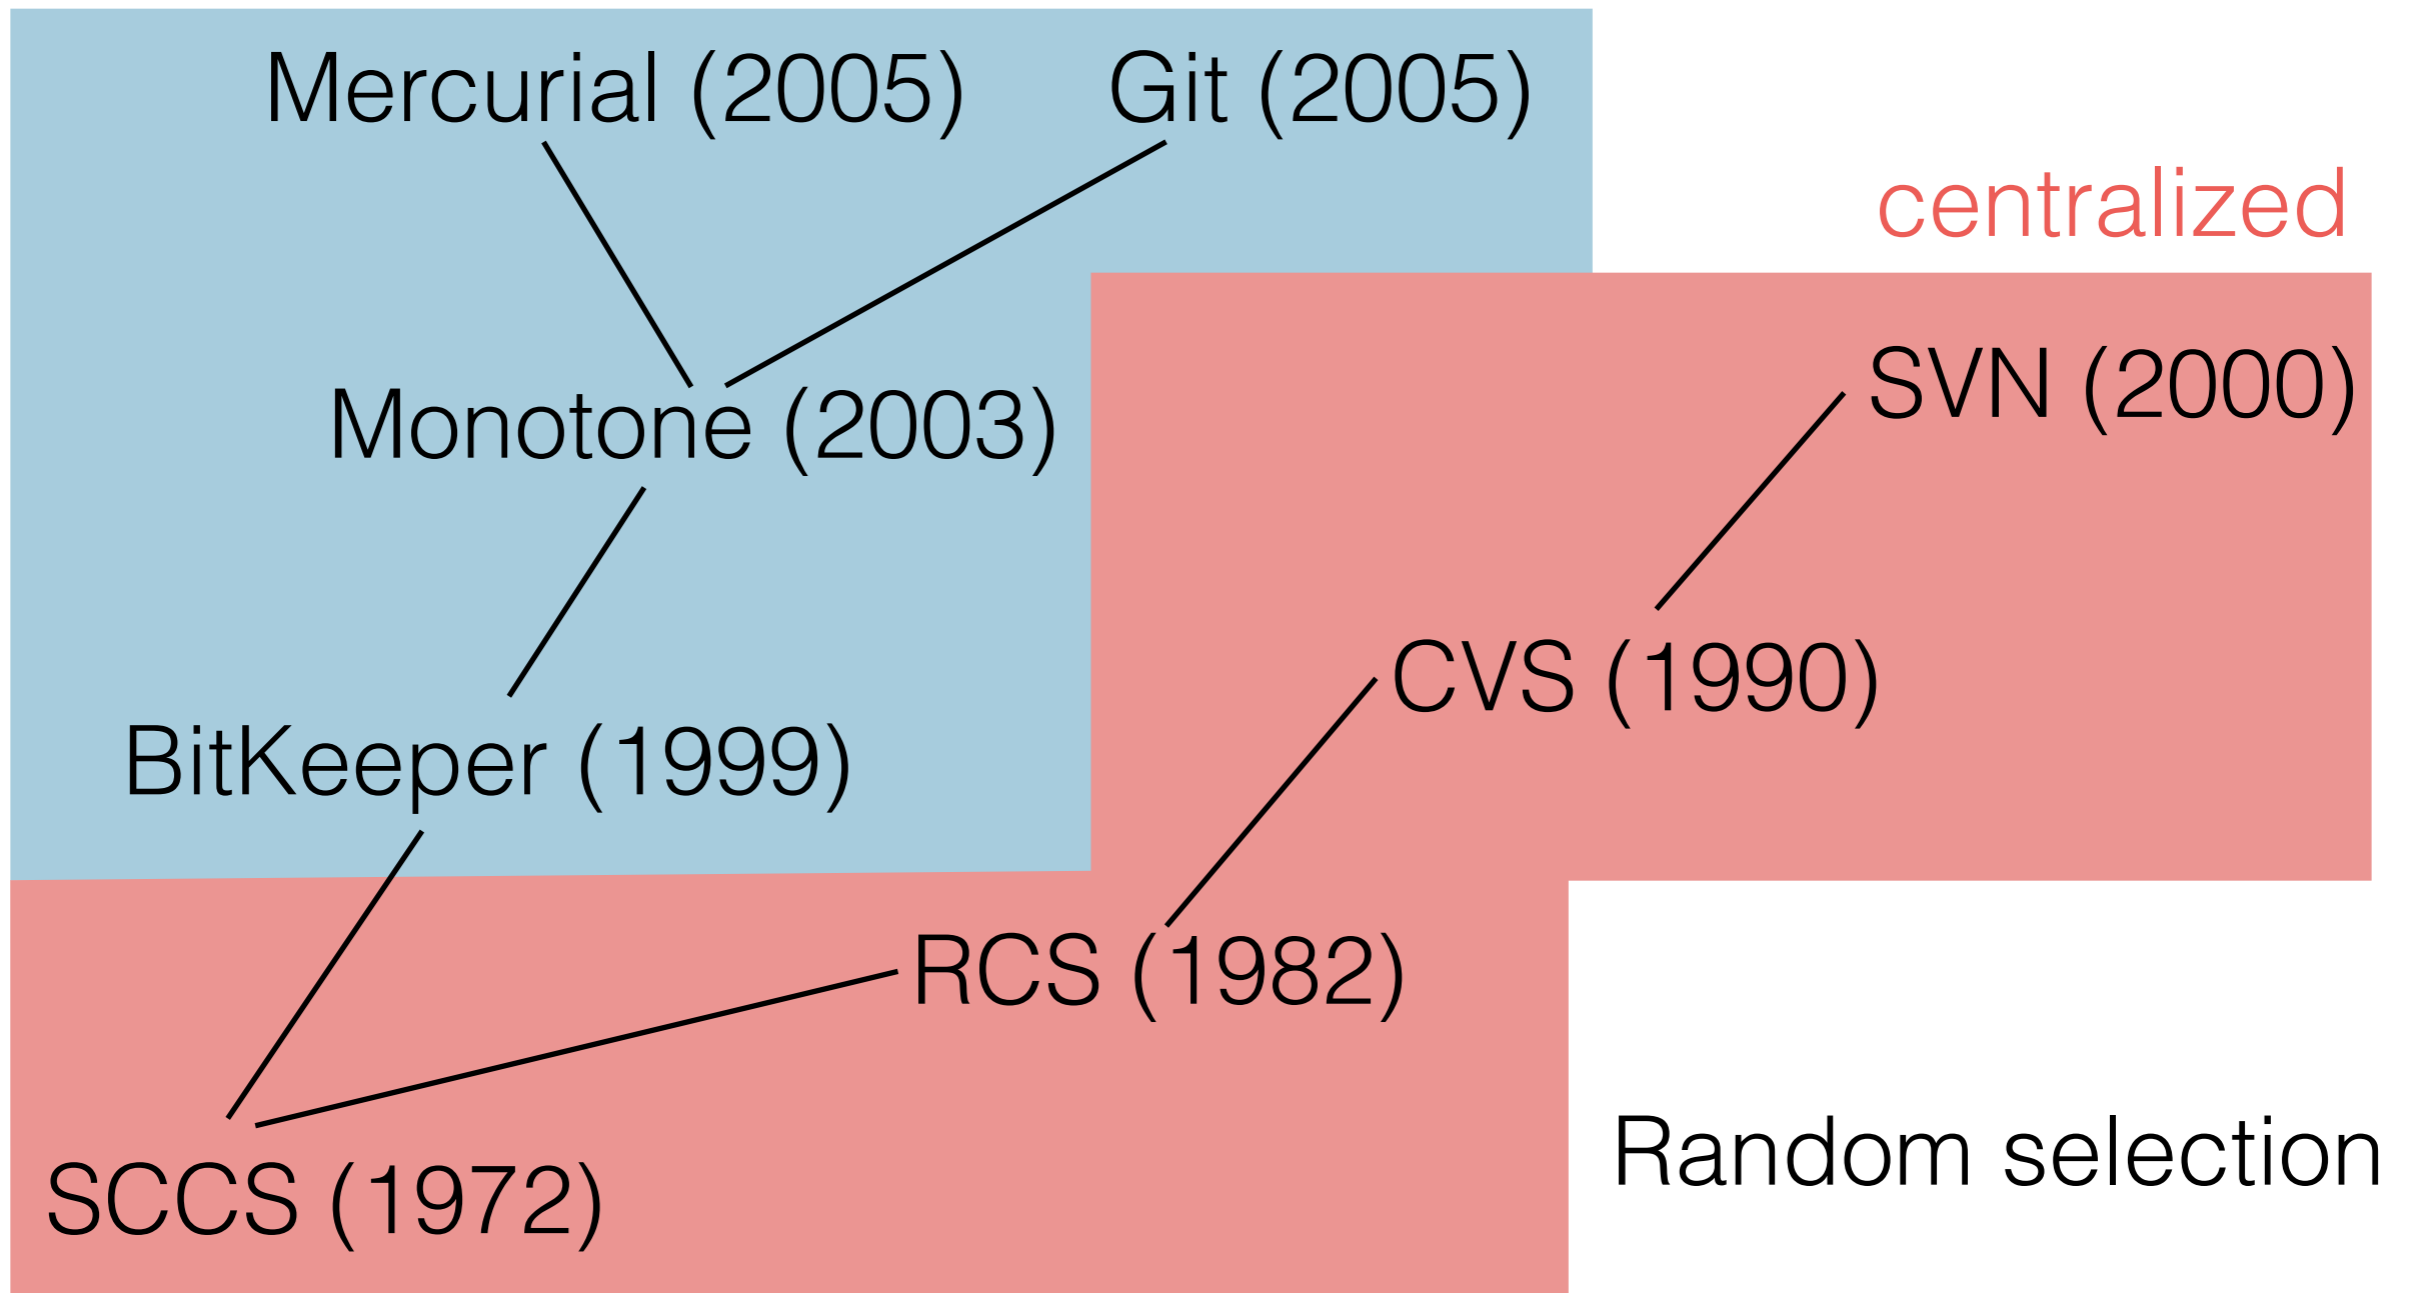 Mercurial (2005)
Git (2005)
centralized
SVN (2000)
Monotone (2003)
CVS (1990)
BitKeeper (1999)
RCS (1982)
Random selection
SCCS (1972)